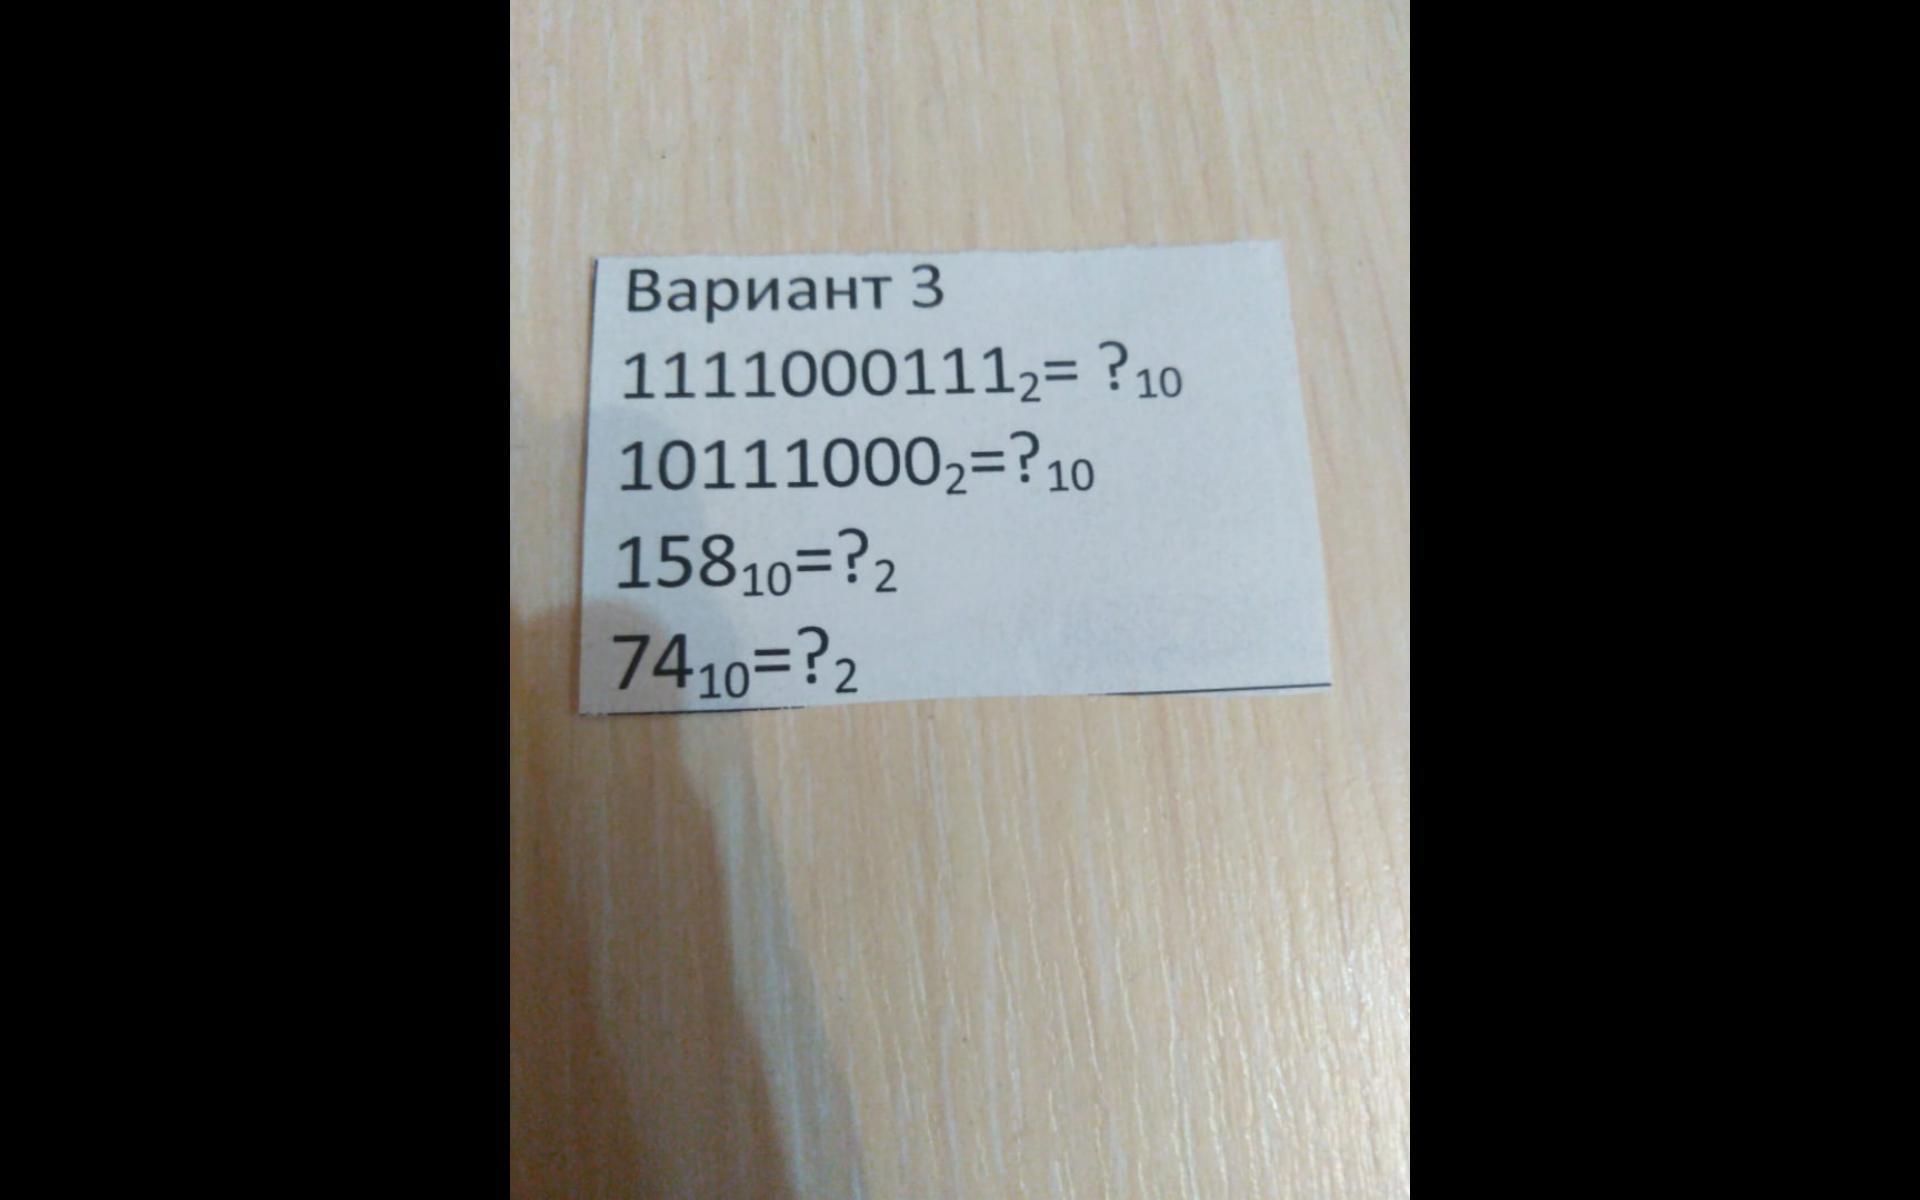 Вариант 3
1111000111₂= ?₁₀
10111000₂=?₁₀
158₁₀=?₂
74₁₀=?₂